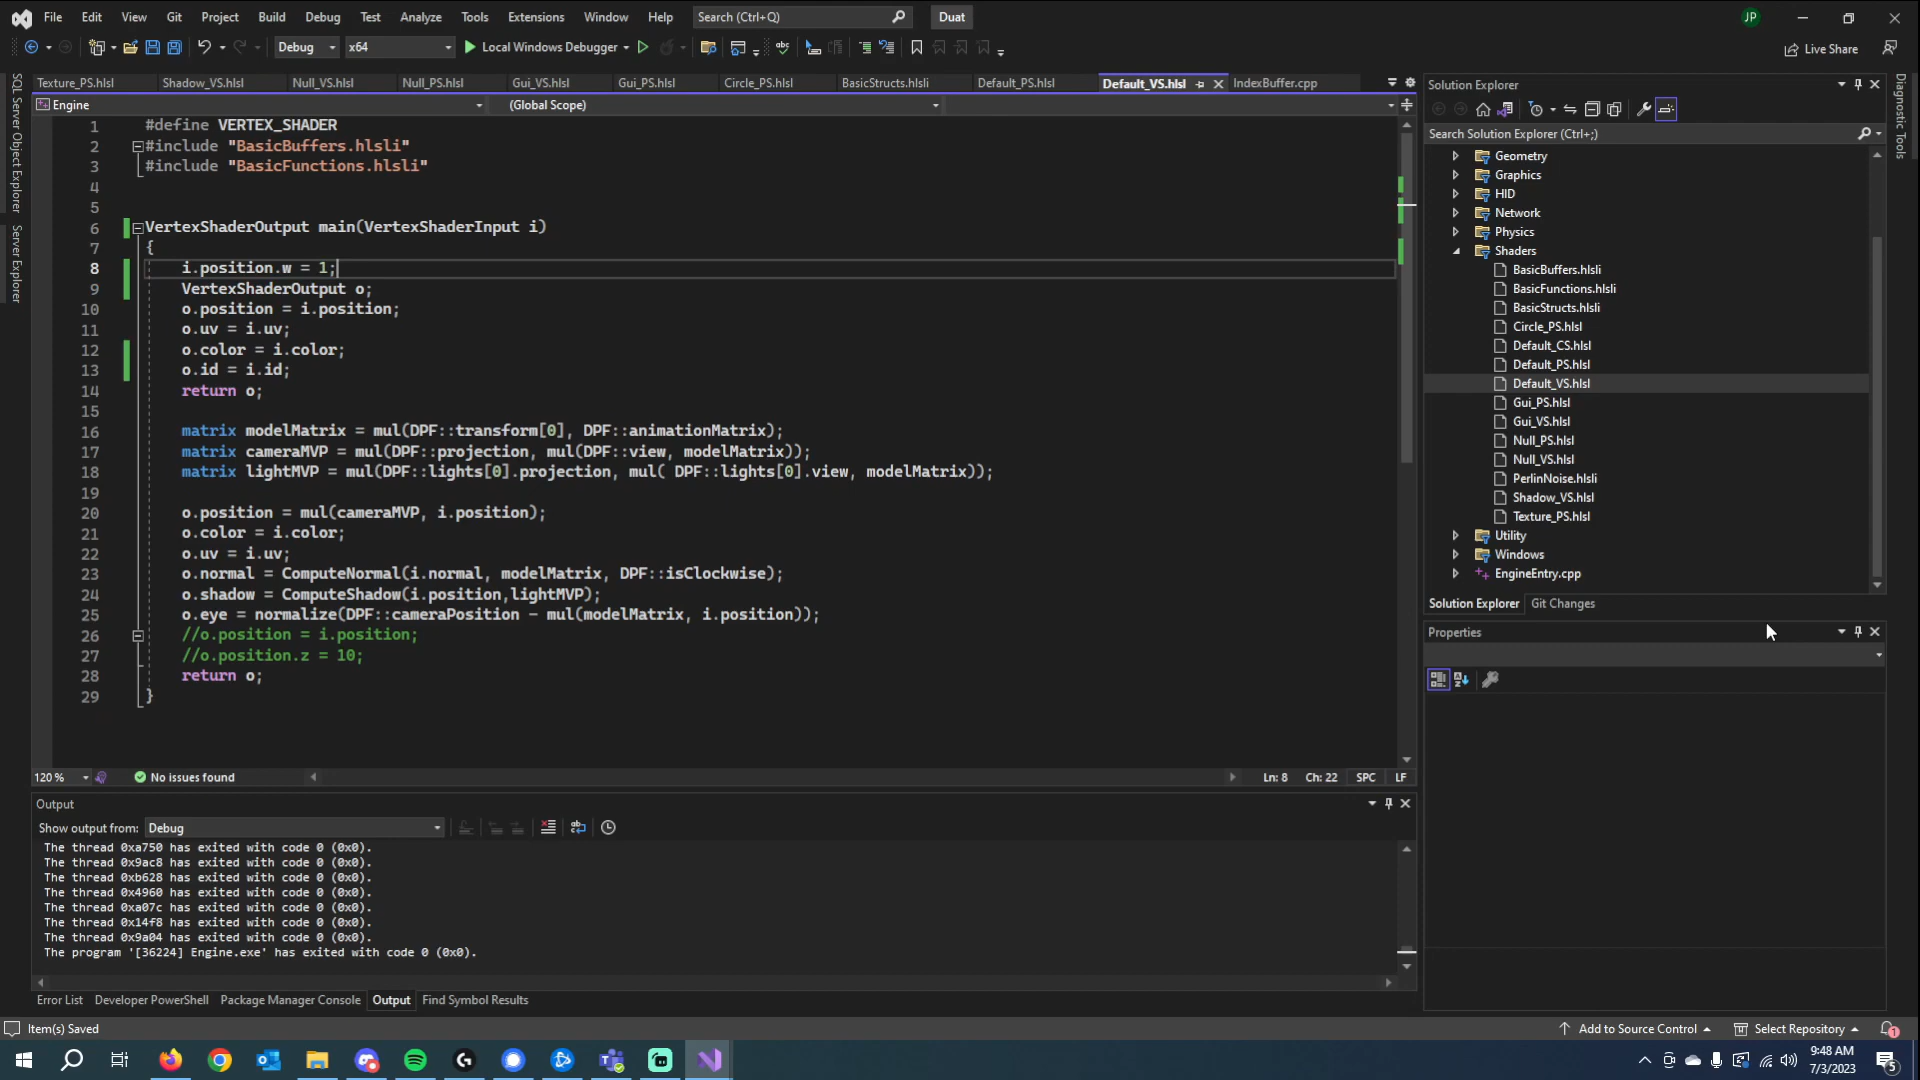 File Edit View Git Project Build Debug Test Analyze Tools Extensions Window Help Search (Ctrl+Q) Duat JP
Debug x64 Local Windows Debugger Live Share
Texture_PS.hlsl Shadow_VS.hlsl Null_VS.hlsl Null_PS.hlsl Gui_VS.hlsl Gui_PS.hlsl Circle_PS.hlsl BasicStructs.hlsli Default_PS.hlsl Default_VS.hlsl IndexBuffer.cpp
Engine (Global Scope)
SQL Server Object Explorer
Server Explorer
1 #define VERTEX_SHADER
2 #include "BasicBuffers.hlsli"
3 #include "BasicFunctions.hlsli"
4
5
6 VertexShaderOutput main(VertexShaderInput i)
7 {
8 i.position.w = 1;
9 VertexShaderOutput o;
10 o.position = i.position;
11 o.uv = i.uv;
12 o.color = i.color;
13 o.id = i.id;
14 return o;
15
16 matrix modelMatrix = mul(DPF::transform[0], DPF::animationMatrix);
17 matrix cameraMVP = mul(DPF::projection, mul(DPF::view, modelMatrix));
18 matrix lightMVP = mul(DPF::lights[0].projection, mul( DPF::lights[0].view, modelMatrix));
19
20 o.position = mul(cameraMVP, i.position);
21 o.color = i.color;
22 o.uv = i.uv;
23 o.normal = ComputeNormal(i.normal, modelMatrix, DPF::isClockwise);
24 o.shadow = ComputeShadow(i.position,lightMVP);
25 o.eye = normalize(DPF::cameraPosition - mul(modelMatrix, i.position));
26 //o.position = i.position;
27 //o.position.z = 10;
28 return o;
29 }
120 % No issues found Ln: 8 Ch: 22 SPC LF
Output
Show output from: Debug
The thread 0xa750 has exited with code 0 (0x0).
The thread 0x9ac8 has exited with code 0 (0x0).
The thread 0xb628 has exited with code 0 (0x0).
The thread 0x4960 has exited with code 0 (0x0).
The thread 0xa07c has exited with code 0 (0x0).
The thread 0x14f8 has exited with code 0 (0x0).
The thread 0x9a04 has exited with code 0 (0x0).
The program '[36224] Engine.exe' has exited with code 0 (0x0).
Error List Developer PowerShell Package Manager Console Output Find Symbol Results
Solution Explorer
Search Solution Explorer (Ctrl+;)
Geometry
Graphics
HID
Network
Physics
Shaders
BasicBuffers.hlsli
BasicFunctions.hlsli
BasicStructs.hlsli
Circle_PS.hlsl
Default_CS.hlsl
Default_PS.hlsl
Default_VS.hlsl
Gui_PS.hlsl
Gui_VS.hlsl
Null_PS.hlsl
Null_VS.hlsl
PerlinNoise.hlsli
Shadow_VS.hlsl
Texture_PS.hlsl
Utility
Windows
EngineEntry.cpp
Solution Explorer Git Changes
Properties
Diagnostic Tools
Item(s) Saved Add to Source Control Select Repository 1
9:48 AM
7/3/2023
5